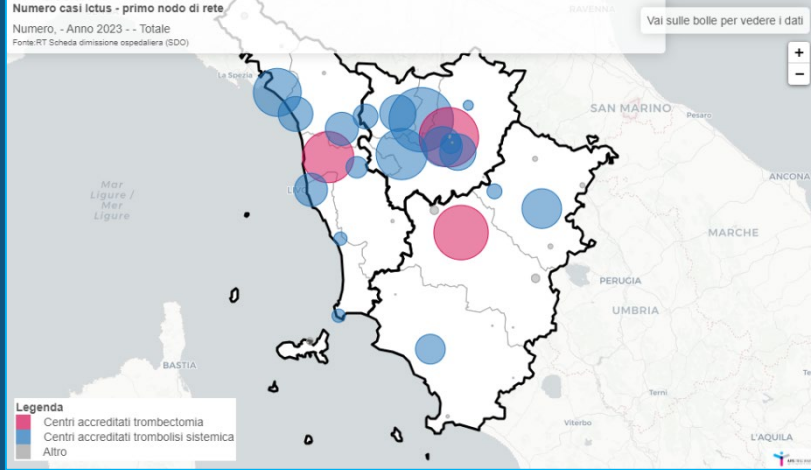 Numero casi Ictus - primo nodo di rete
Numero, - Anno 2023 - - Totale
Fonte:RT Scheda dimissione ospedaliera (SDO)
RAVENNA
Vai sulle bolle per vedere i dati
+
−
La Spezia
SAN MARINO
Pesaro
Mar
Ligure /
Mer
Ligure
ANCONA
MARCHE
PERUGIA
UMBRIA
BASTIA
Terni
Viterbo
L'AQUILA
Legenda
Centri accreditati trombectomia
Centri accreditati trombolisi sistemica
Altro